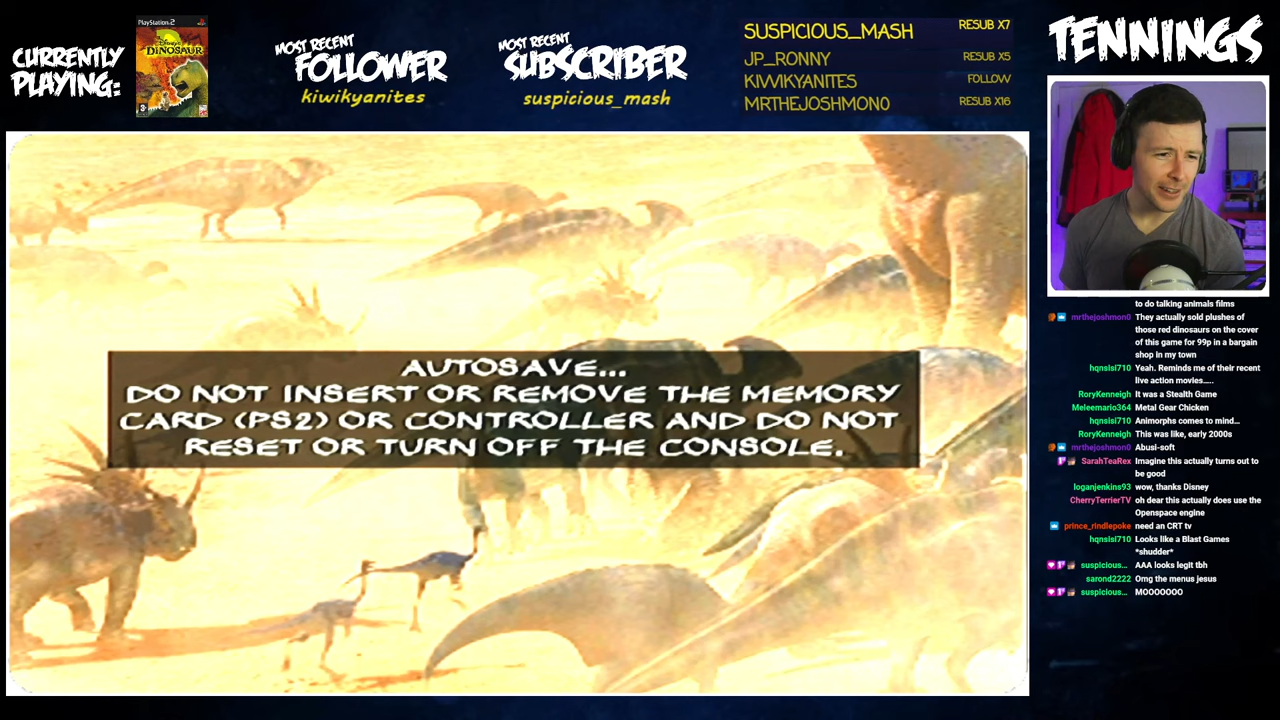 CURRENTLY
PLAYING:
PlayStation 2
Disney's
DINOSAUR
MOST RECENT
FOLLOWER
kiwikyanites
MOST RECENT
SUBSCRIBER
suspicious_mash
SUSPICIOUS_MASH RESUB X7
JP_RONNY RESUB X5
KIWIKYANITES FOLLOW
MRTHEJOSHMON0 RESUB X16
TENNINGS
AUTOSAVE...
DO NOT INSERT OR REMOVE THE MEMORY
CARD (PS2) OR CONTROLLER AND DO NOT
RESET OR TURN OFF THE CONSOLE.
to do talking animals films
mrthejoshmon0 They actually sold plushes of
those red dinosaurs on the cover
of this game for 99p in a bargain
shop in my town
hqnsisi710 Yeah. Reminds me of their recent
live action movies.....
RoryKenneigh It was a Stealth Game
Meleemario364 Metal Gear Chicken
hqnsisi710 Animorphs comes to mind...
RoryKenneigh This was like, early 2000s
mrthejoshmon0 Abusi-soft
SarahTeaRex Imagine this actually turns out to
be good
loganjenkins93 wow, thanks Disney
CherryTerrierTV oh dear this actually does use the
Openspace engine
prince_rindlepoke need an CRT tv
hqnsisi710 Looks like a Blast Games
*shudder*
suspicious... AAA looks legit tbh
sarond2222 Omg the menus jesus
suspicious... MOOOOOOO